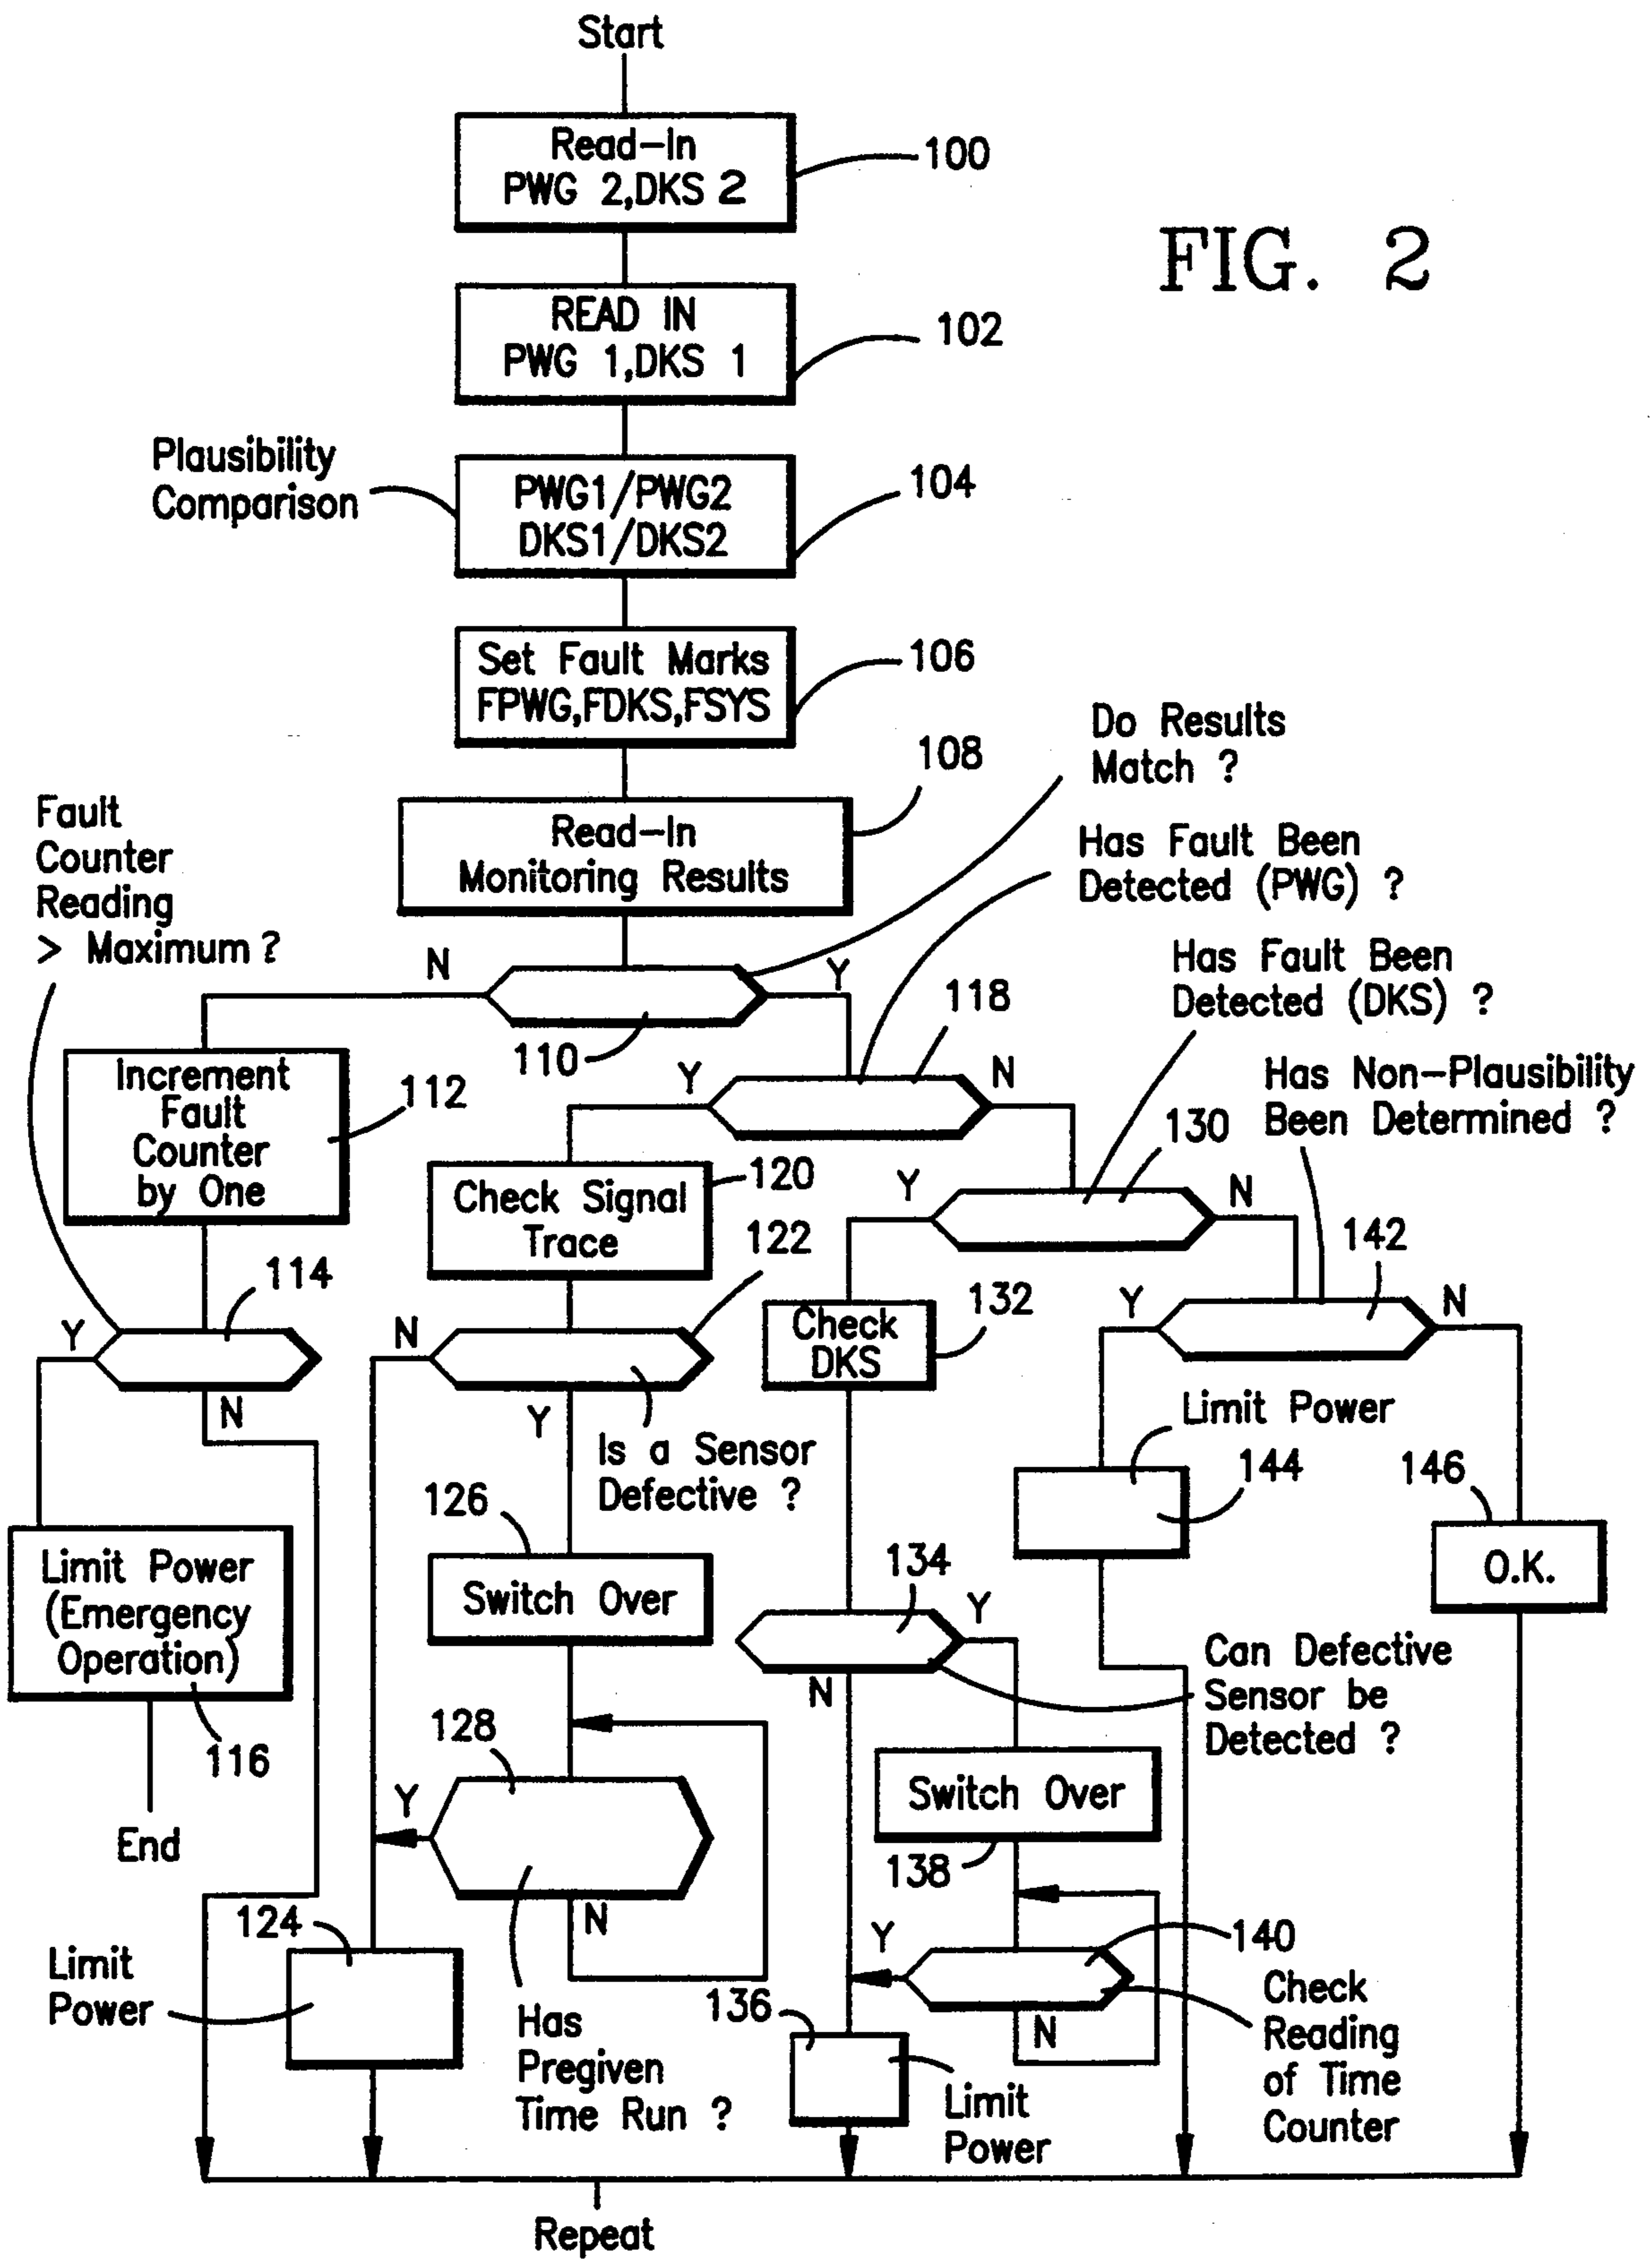 Start
Read-In
PWG 2,DKS 2
100
FIG. 2
READ IN
PWG 1,DKS 1
102
Plausibility
Comparison
PWG1/PWG2
DKS1/DKS2
104
Set Fault Marks
FPWG,FDKS,FSYS
106
Do Results
Match ?
108
Read-In
Monitoring Results
Fault
Counter
Reading
> Maximum ?
Has Fault Been
Detected (PWG) ?
N
Y
110
118
Has Fault Been
Detected (DKS) ?
Increment
Fault
Counter
by One
112
Y
N
Has Non-Plausibility
Been Determined ?
130
Check Signal
Trace
120
Y
N
122
142
114
Y
N
N
Y
Is a Sensor
Defective ?
Check
DKS
132
Y
N
Limit Power
144
146
O.K.
Limit Power
(Emergency
Operation)
116
End
126
Switch Over
134
Y
N
Can Defective
Sensor be
Detected ?
128
Y
N
Switch Over
138
124
Limit
Power
Has
Pregiven
Time Run ?
140
Y
N
Check
Reading
of Time
Counter
136
Limit
Power
Repeat